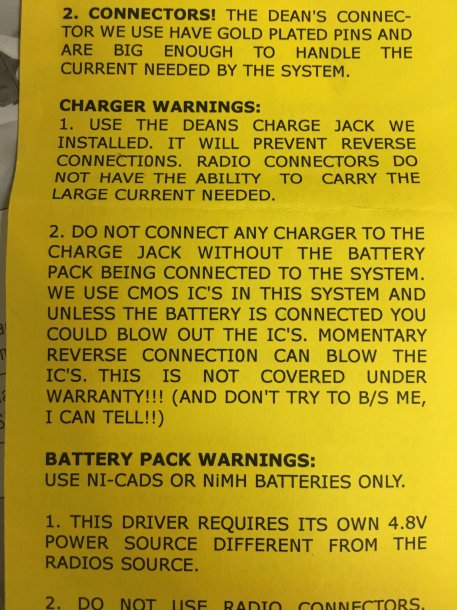 2. CONNECTORS! THE DEAN'S CONNEC-
TOR WE USE HAVE GOLD PLATED PINS AND
ARE BIG ENOUGH TO HANDLE THE
CURRENT NEEDED BY THE SYSTEM.
CHARGER WARNINGS:
1. USE THE DEANS CHARGE JACK WE
INSTALLED. IT WILL PREVENT REVERSE
CONNECTI0NS. RADIO CONNECTORS DO
NOT HAVE THE ABILITY TO CARRY THE
LARGE CURRENT NEEDED.
2. DO NOT CONNECT ANY CHARGER TO THE
CHARGE JACK WITHOUT THE BATTERY
PACK BEING CONNECTED TO THE SYSTEM.
WE USE CMOS IC'S IN THIS SYSTEM AND
UNLESS THE BATTERY IS CONNECTED YOU
COULD BLOW OUT THE IC'S. MOMENTARY
REVERSE CONNECTI0N CAN BLOW THE
IC'S. THIS IS NOT COVERED UNDER
WARRANTY!!! (AND DON'T TRY TO B/S ME,
I CAN TELL!!)
BATTERY PACK WARNINGS:
USE NI-CADS OR NiMH BATTERIES ONLY.
1. THIS DRIVER REQUIRES ITS OWN 4.8V
POWER SOURCE DIFFERENT FROM THE
RADIOS SOURCE.
2. DO NOT USE RADIO CONNECTORS.